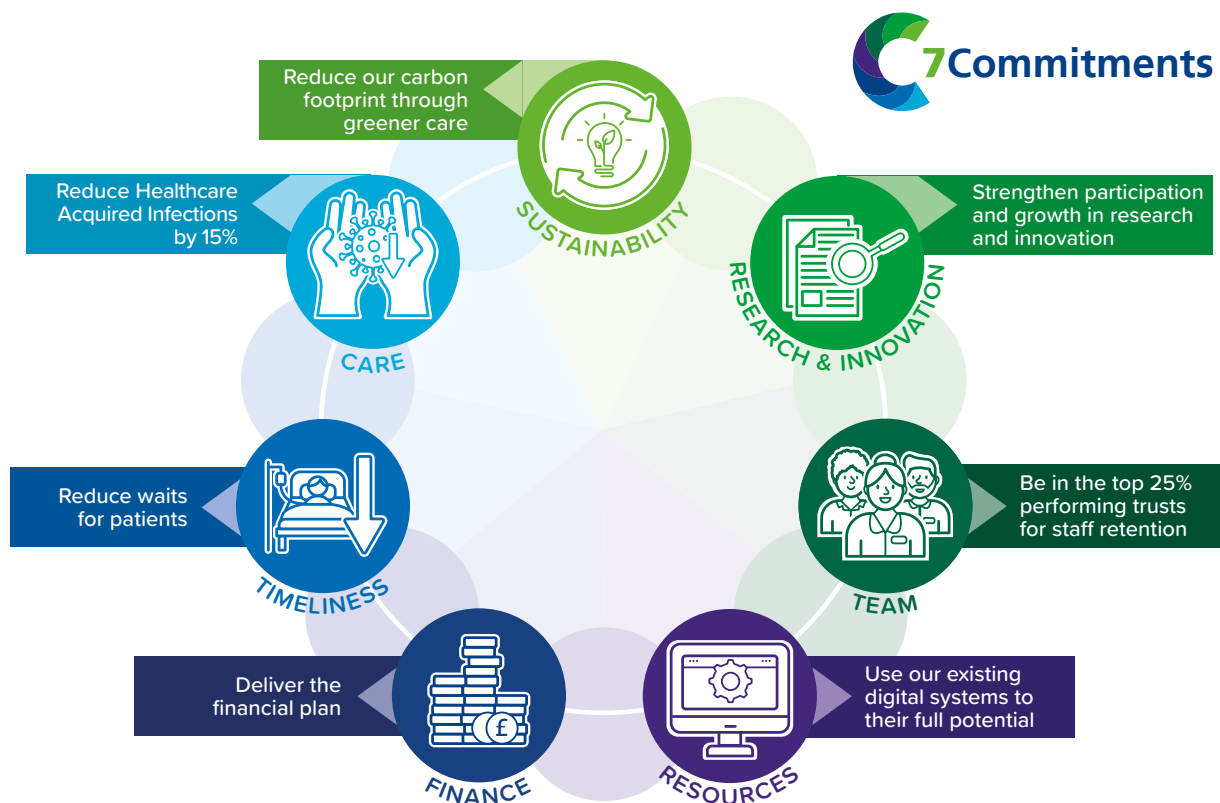 7Commitments
Reduce our carbon
footprint through
greener care
SUSTAINABILITY
Reduce Healthcare
Acquired Infections
by 15%
CARE
Strengthen participation
and growth in research
and innovation
RESEARCH & INNOVATION
Reduce waits
for patients
TIMELINESS
Be in the top 25%
performing trusts
for staff retention
TEAM
Deliver the
financial plan
£
FINANCE
Use our existing
digital systems to
their full potential
RESOURCES